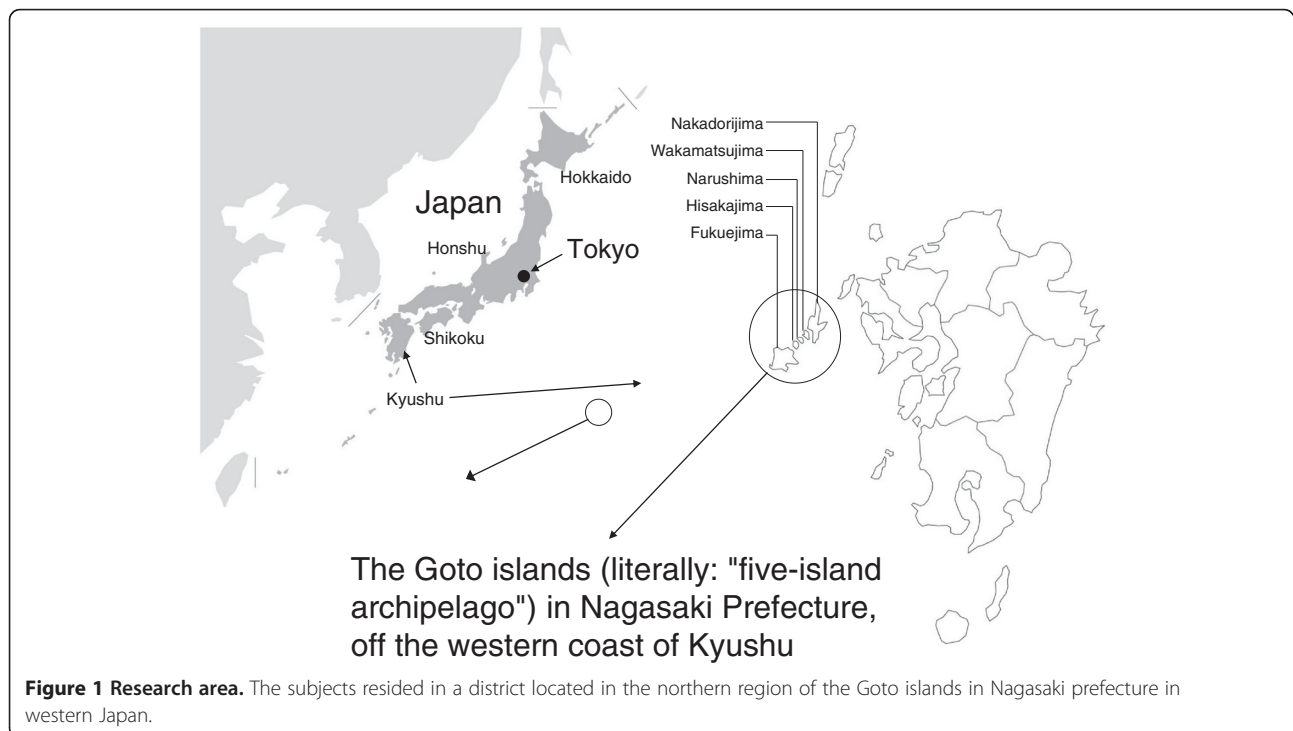 Hokkaido
Japan
Honshu
Tokyo
Shikoku
Kyushu
Nakadorijima
Wakamatsujima
Narushima
Hisakajima
Fukuejima
The Goto islands (literally: "five-island
archipelago") in Nagasaki Prefecture,
off the western coast of Kyushu
Figure 1 Research area. The subjects resided in a district located in the northern region of the Goto islands in Nagasaki prefecture in
western Japan.